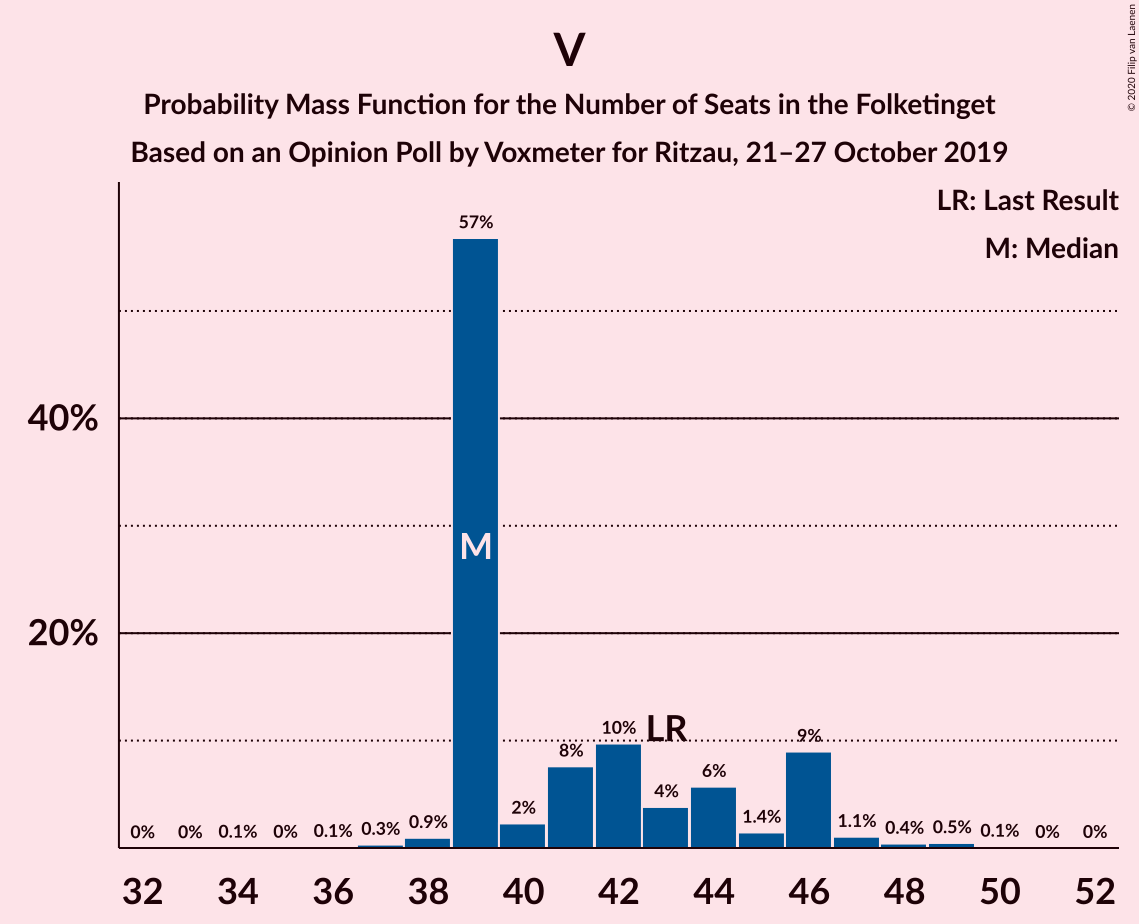 V
Probability Mass Function for the Number of Seats in the Folketinget
Based on an Opinion Poll by Voxmeter for Ritzau, 21–27 October 2019
© 2020 Filip van Laenen
LR: Last Result
M: Median
57%
40%
M
20%
0% 0% 0.1% 0% 0.1% 0.3% 0.9% 2% 8% 10% LR 4% 6% 1.4% 9% 1.1% 0.4% 0.5% 0.1% 0% 0%
32 34 36 38 40 42 44 46 48 50 52